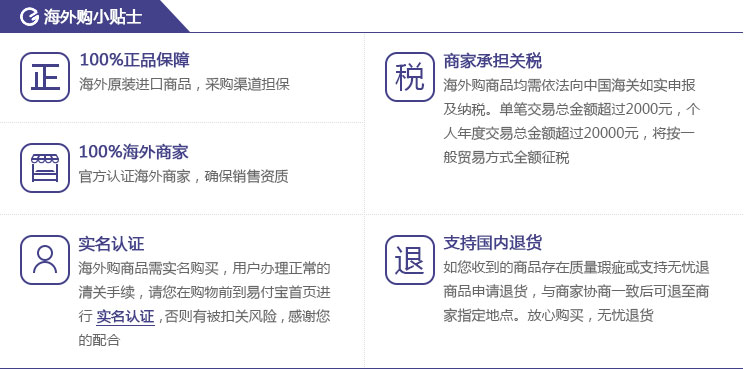 海外购小贴士
正
100%正品保障
海外原装进口商品，采购渠道担保
100%海外商家
官方认证海外商家，确保销售资质
实名认证
海外购商品需实名购买，用户办理正常的
清关手续，请您在购物前到易付宝首页进
行 实名认证，否则有被扣关风险，感谢您
的配合
税
商家承担关税
海外购商品均需依法向中国海关如实申报
及纳税。单笔交易总金额超过2000元，个
人年度交易总金额超过20000元，将按一
般贸易方式全额征税
退
支持国内退货
如您收到的商品存在质量瑕疵或支持无忧退
商品申请退货，与商家协商一致后可退至商
家指定地点。放心购买，无忧退货